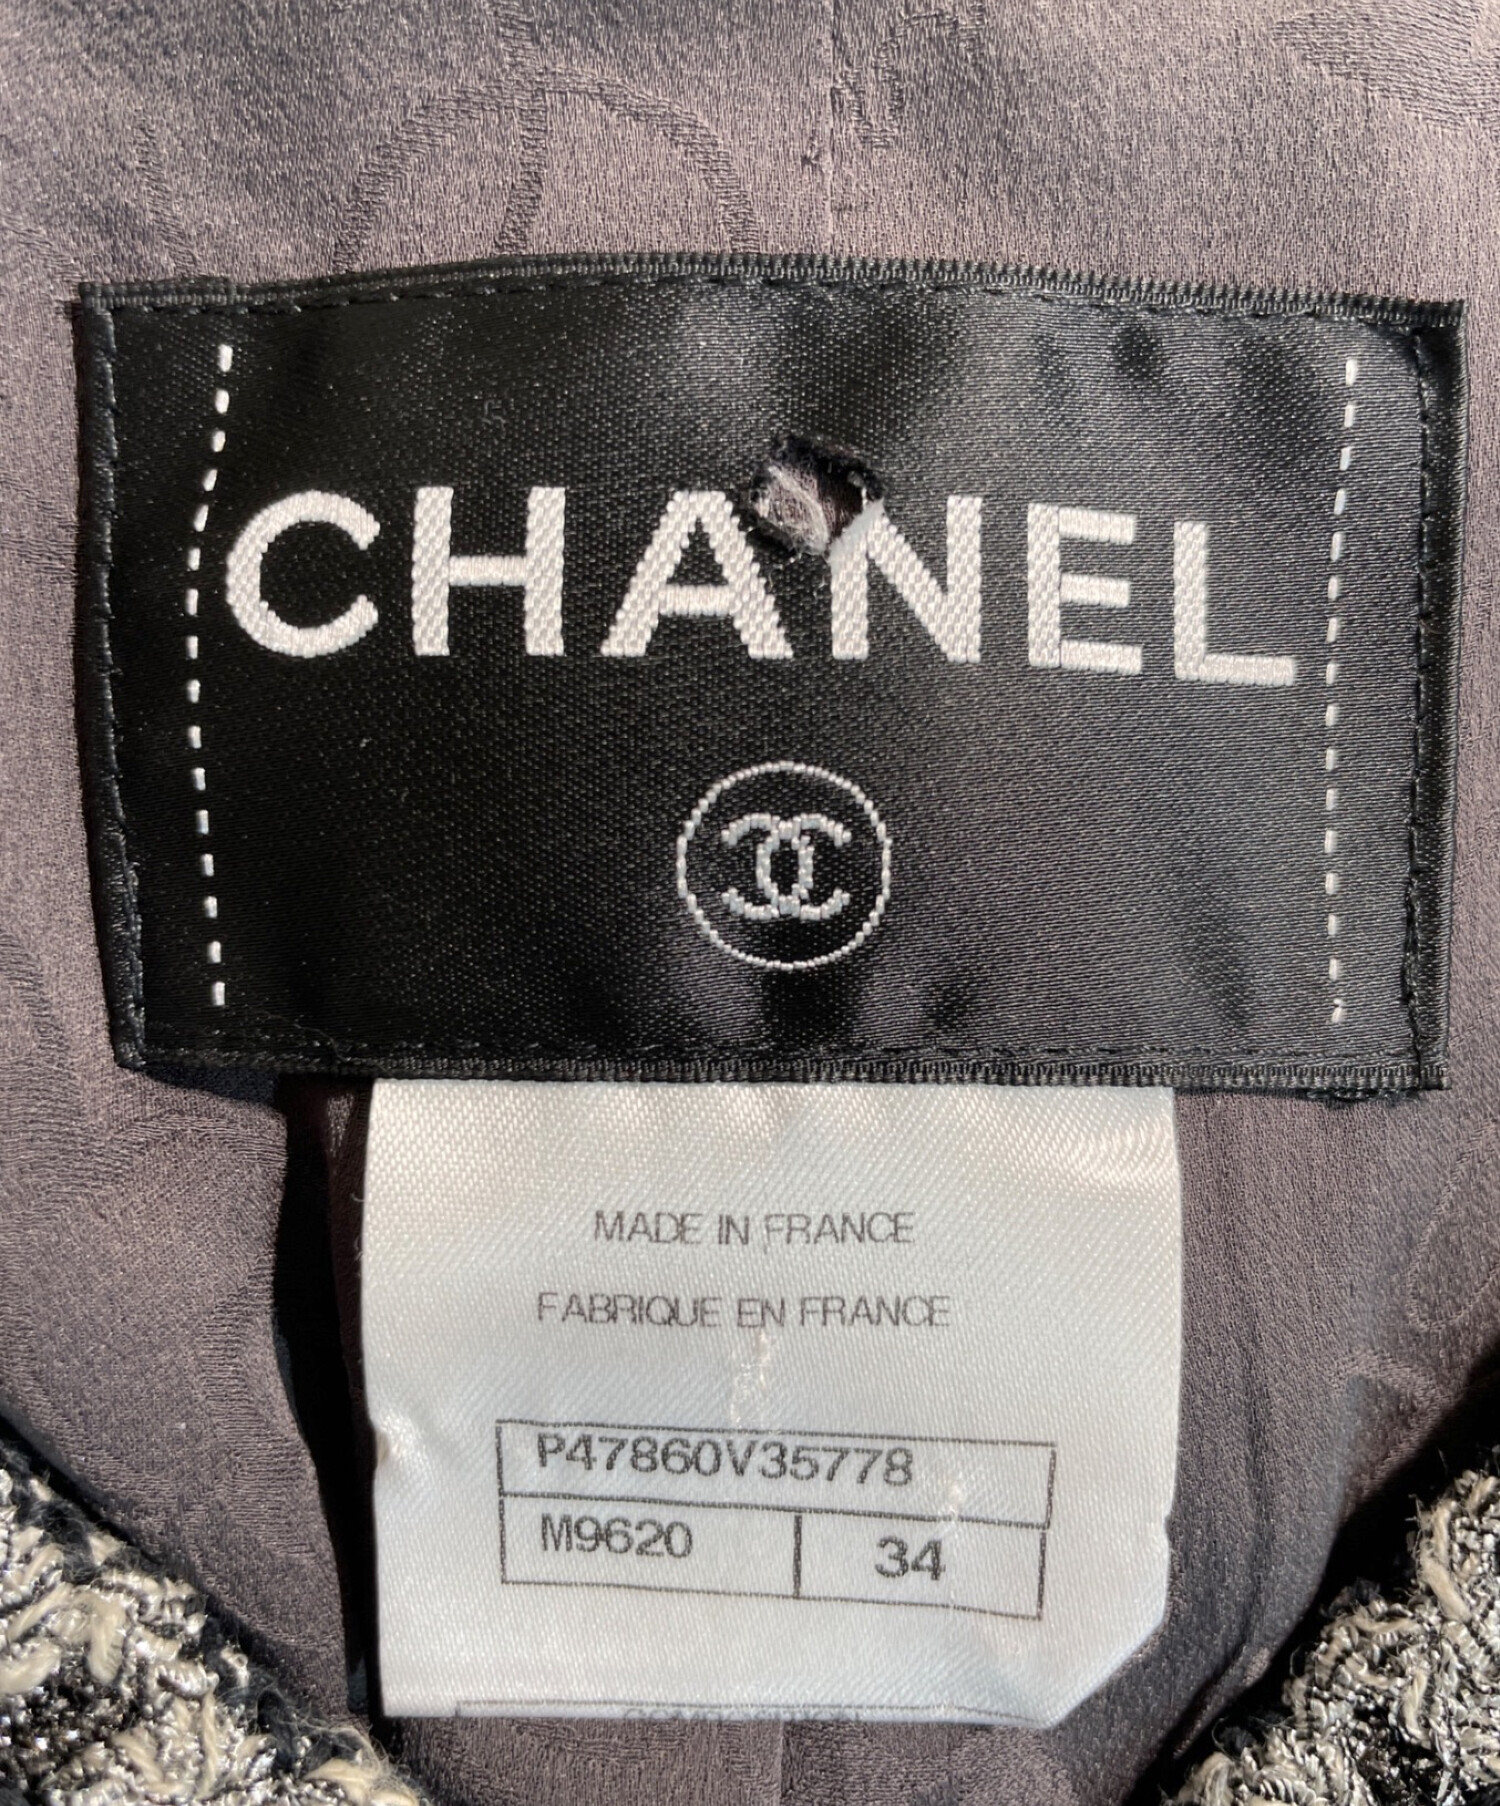 CHANEL
MADE IN FRANCE
FABRIQUE EN FRANCE
P47860V35778
M9620 34